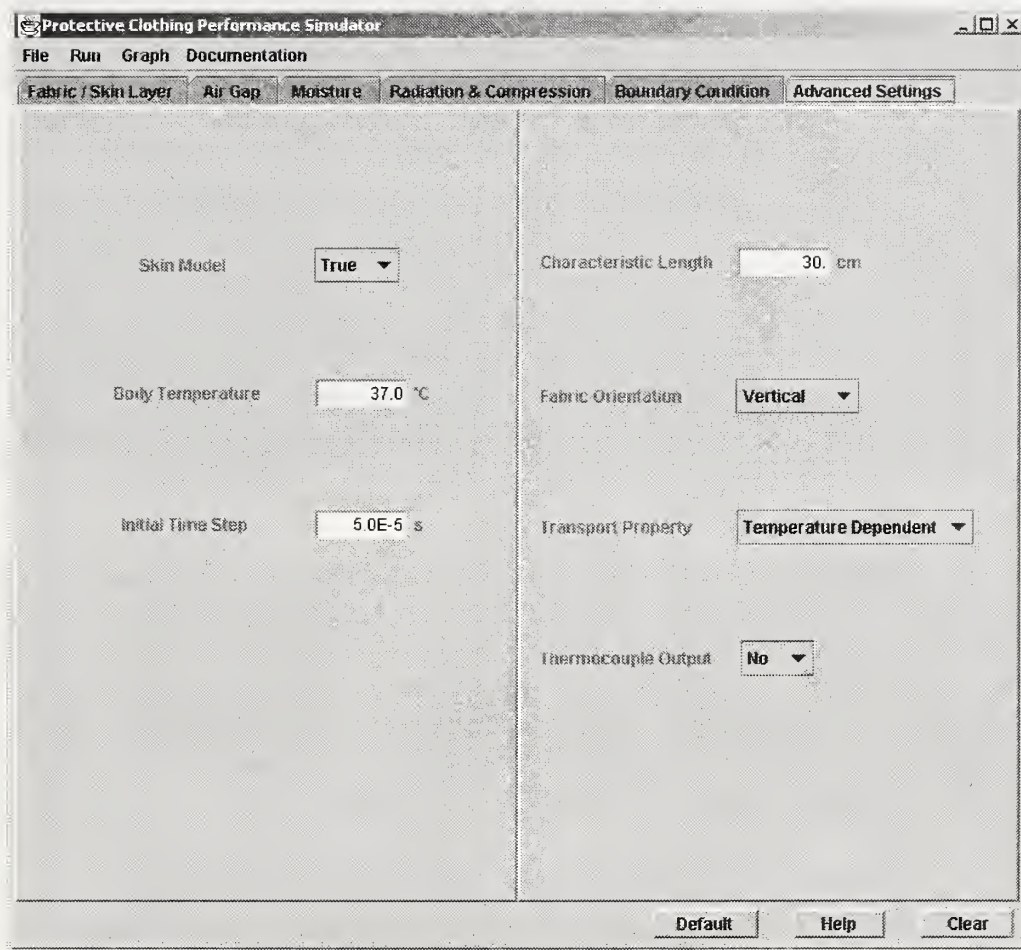 Protective Clothing Performance Simulator
File Run Graph Documentation
Fabric / Skin Layer Air Gap Moisture Radiation & Compression Boundary Condition Advanced Settings
Skin Model True
Body Temperature 37.0 °C
Initial Time Step 5.0E-5 s
Characteristic Length 30. cm
Fabric Orientation Vertical
Transport Property Temperature Dependent
Thermocouple Output No
Default Help Clear